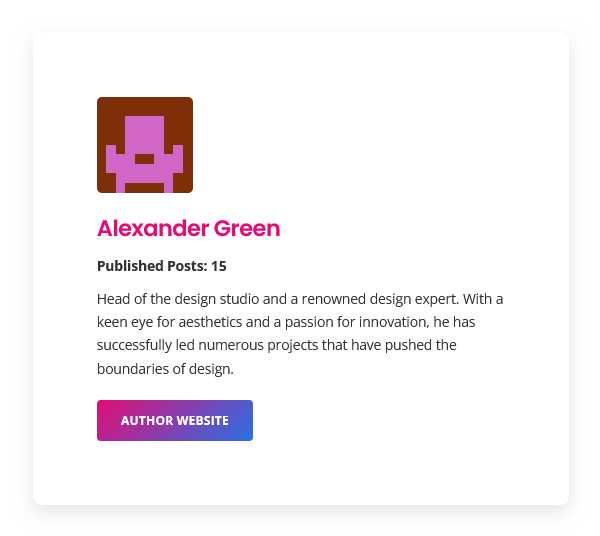 Alexander Green
Published Posts: 15
Head of the design studio and a renowned design expert. With a
keen eye for aesthetics and a passion for innovation, he has
successfully led numerous projects that have pushed the
boundaries of design.
AUTHOR WEBSITE